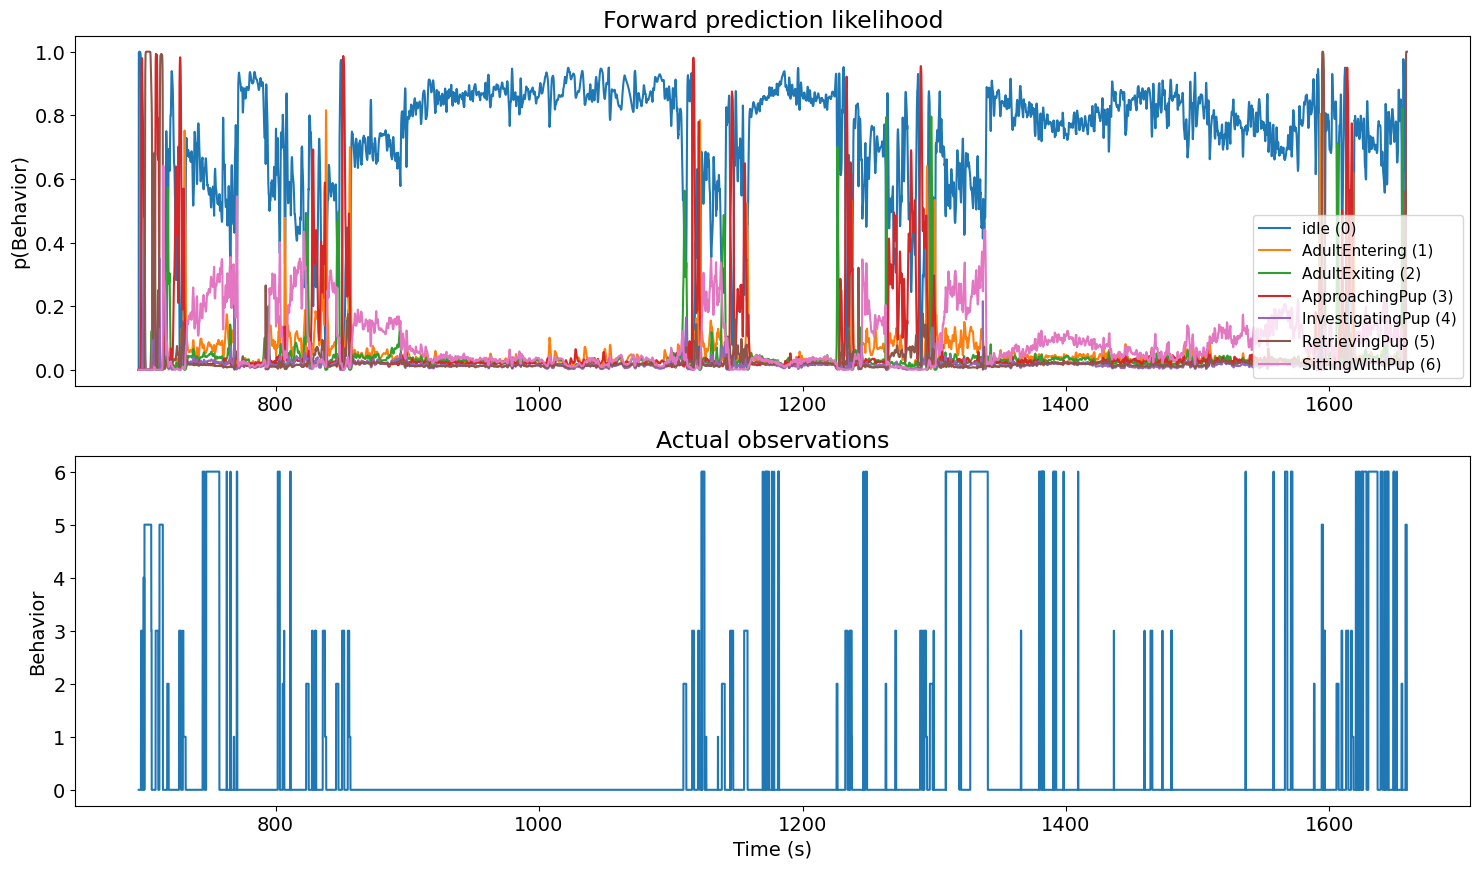 Forward prediction likelihood
p(Behavior)
1.0
0.8
0.6
0.4
0.2
0.0
idle (0)
AdultEntering (1)
AdultExiting (2)
ApproachingPup (3)
InvestigatingPup (4)
RetrievingPup (5)
SittingWithPup (6)
800 1000 1200 1400 1600
Actual observations
Behavior
6
5
4
3
2
1
0
800 1000 1200 1400 1600
Time (s)